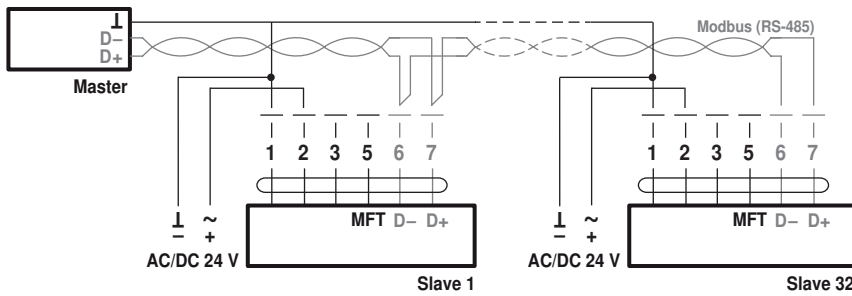 ⊥
D–
D+
Modbus (RS-485)
Master
1 2 3 5 6 7
1 2 3 5 6 7
⊥ ~
– +
MFT D– D+
⊥ ~
– +
MFT D– D+
AC/DC 24 V
AC/DC 24 V
Slave 1
Slave 32